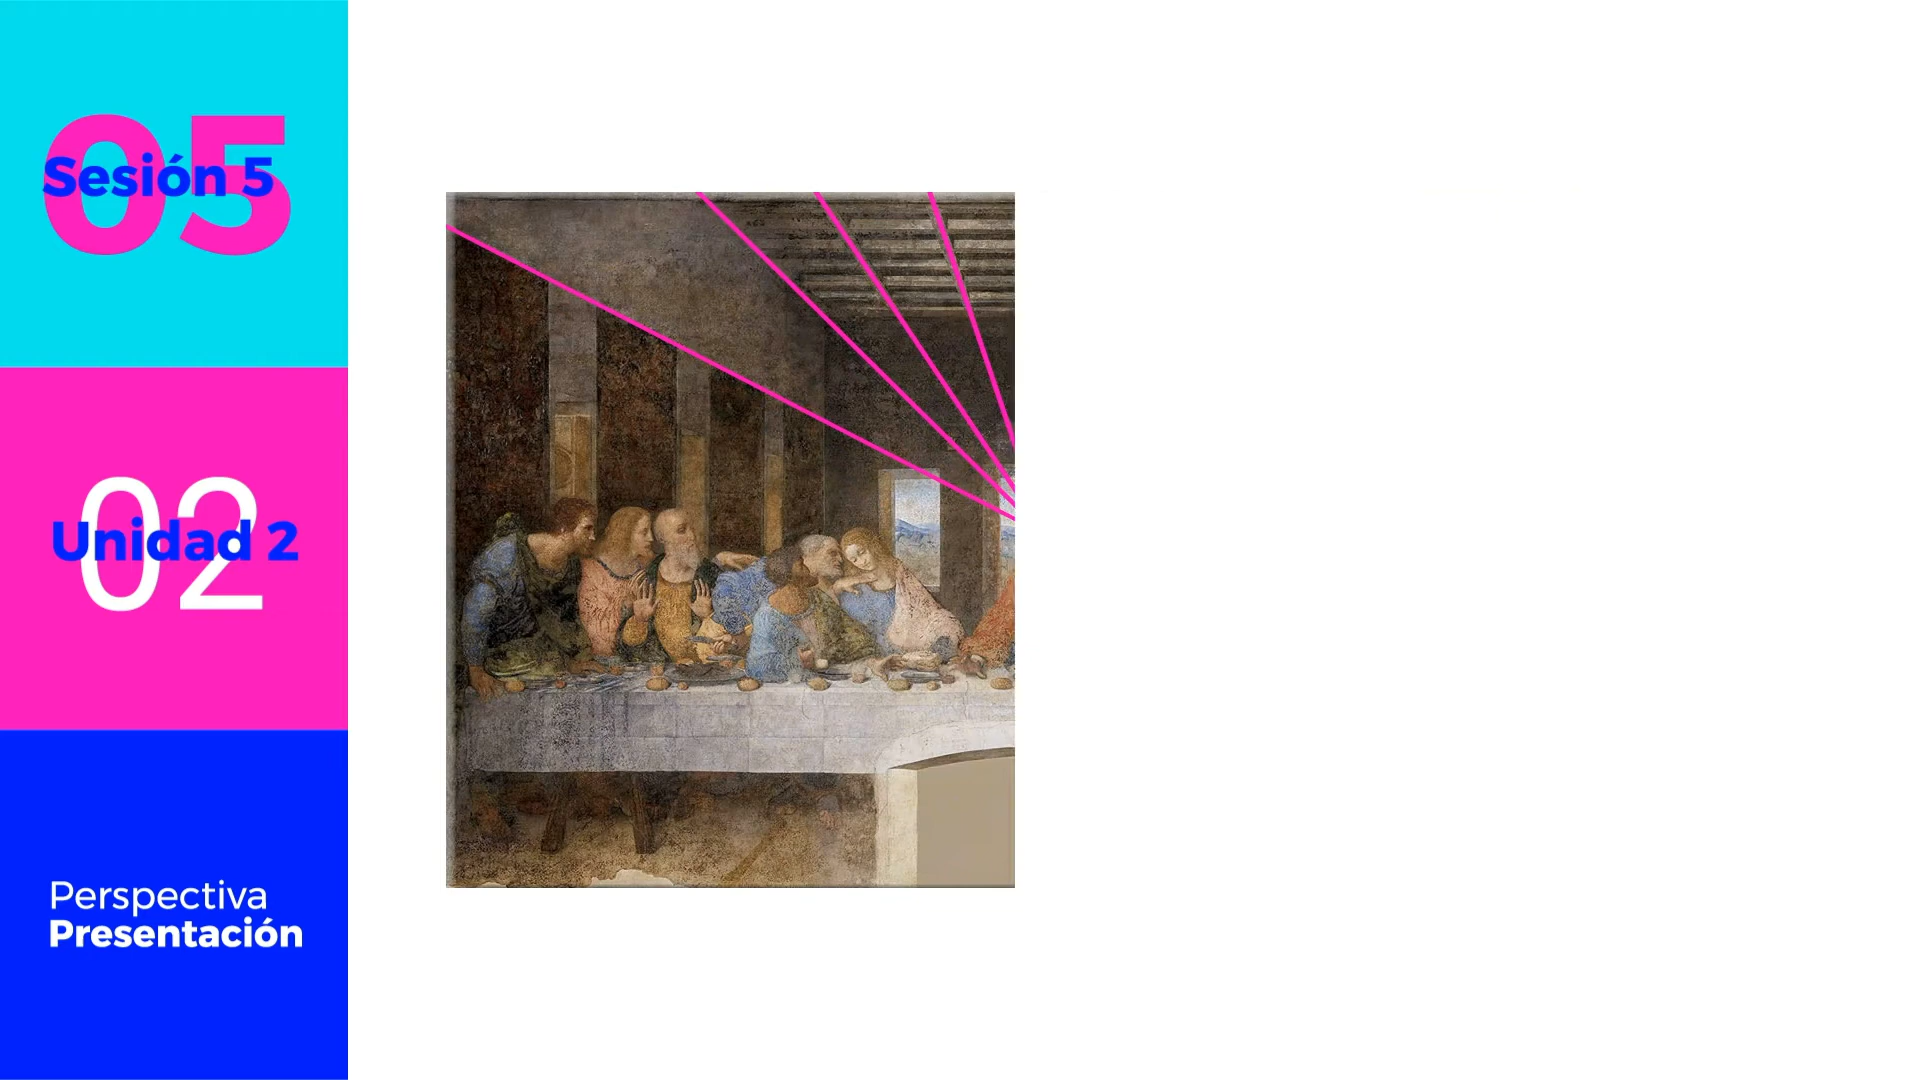 05
Sesión 5
02
Unidad 2
Perspectiva
Presentación